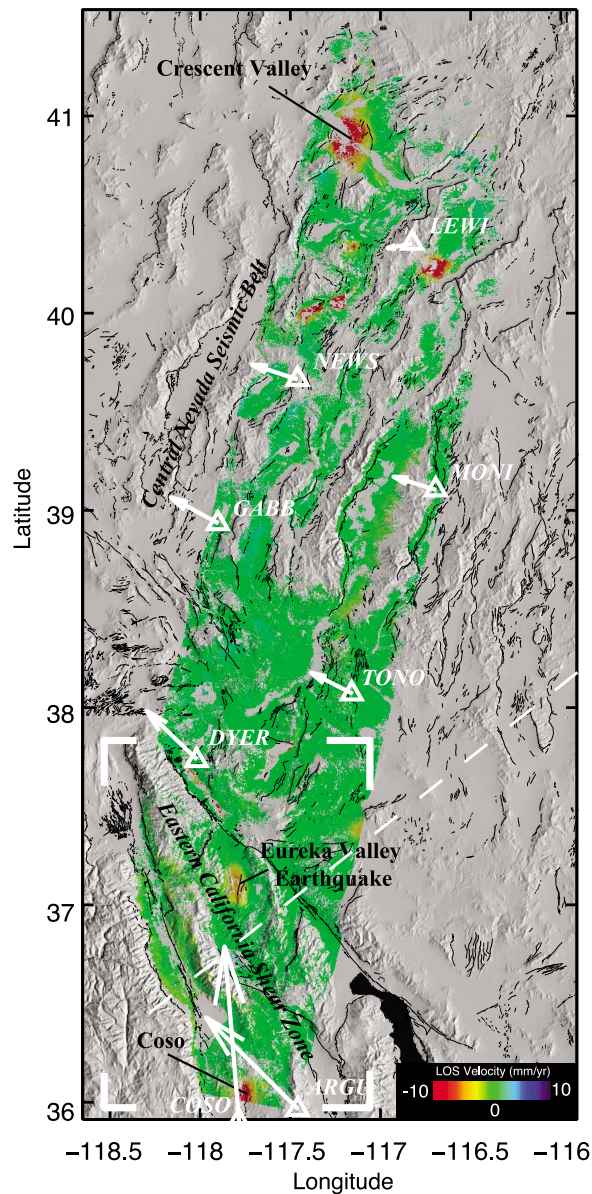 Crescent Valley
41
LEWI
40
Central Nevada Seismic Belt
NEWS
MONI
39
GABB
Latitude
TONO
38
DYER
Eureka Valley
Earthquake
Eastern California Shear Zone
37
Coso
COSO
ARGU
LOS Velocity (mm/yr)
-10 10
0
36
−118.5 −118 −117.5 −117 −116.5 −116
Longitude